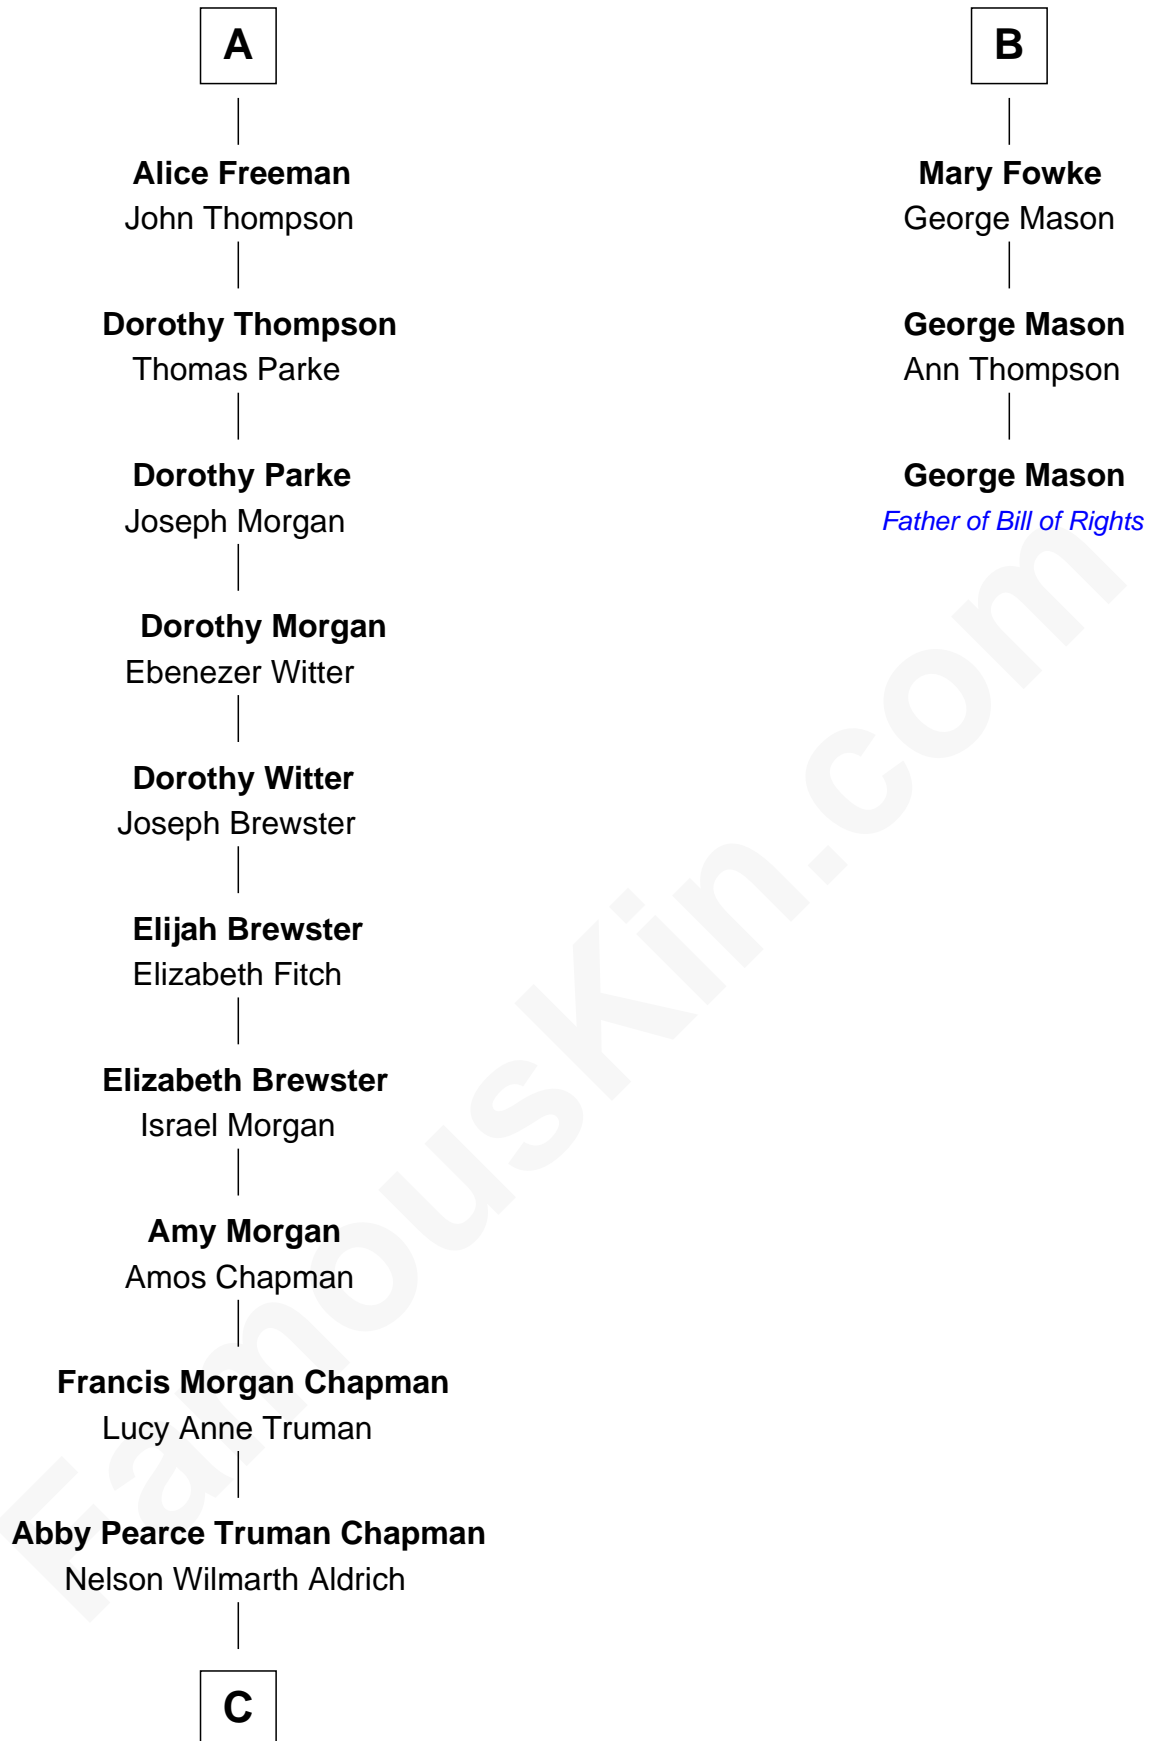 A
Alice Freeman
John Thompson
Dorothy Thompson
Thomas Parke
Dorothy Parke
Joseph Morgan
Dorothy Morgan
Ebenezer Witter
Dorothy Witter
Joseph Brewster
Elijah Brewster
Elizabeth Fitch
Elizabeth Brewster
Israel Morgan
Amy Morgan
Amos Chapman
Francis Morgan Chapman
Lucy Anne Truman
Abby Pearce Truman Chapman
Nelson Wilmarth Aldrich
C
B
Mary Fowke
George Mason
George Mason
Ann Thompson
George Mason
Father of Bill of Rights
FamousKin.com